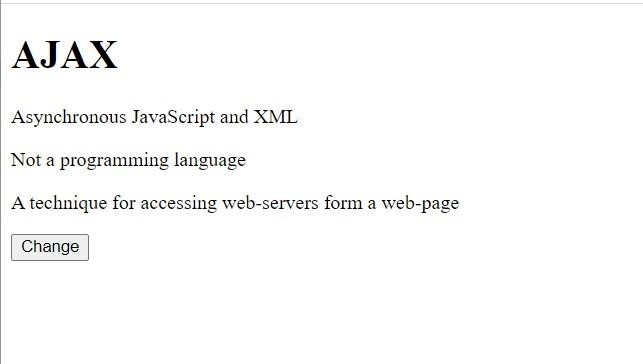 AJAX
Asynchronous JavaScript and XML
Not a programming language
A technique for accessing web-servers form a web-page
Change